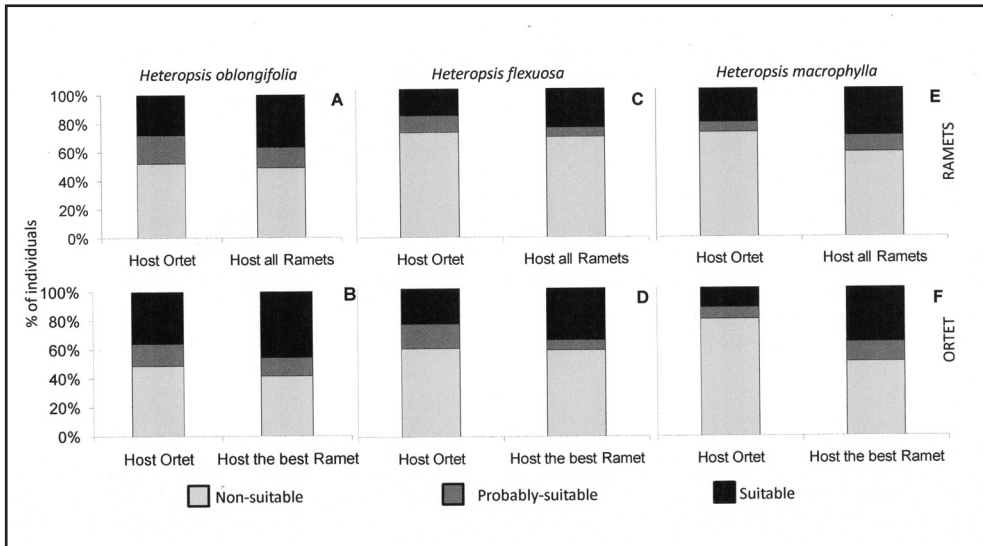 Heteropsis oblongifolia Heteropsis flexuosa Heteropsis macrophylla
% of individuals
100%
80%
60%
40%
20%
0%
A
C
E
RAMETS
Host Ortet Host all Ramets Host Ortet Host all Ramets Host Ortet Host all Ramets
100%
80%
60%
40%
20%
0%
B
D
F
ORTET
Host Ortet Host the best Ramet Host Ortet Host the best Ramet Host Ortet Host the best Ramet
Non-suitable Probably-suitable Suitable